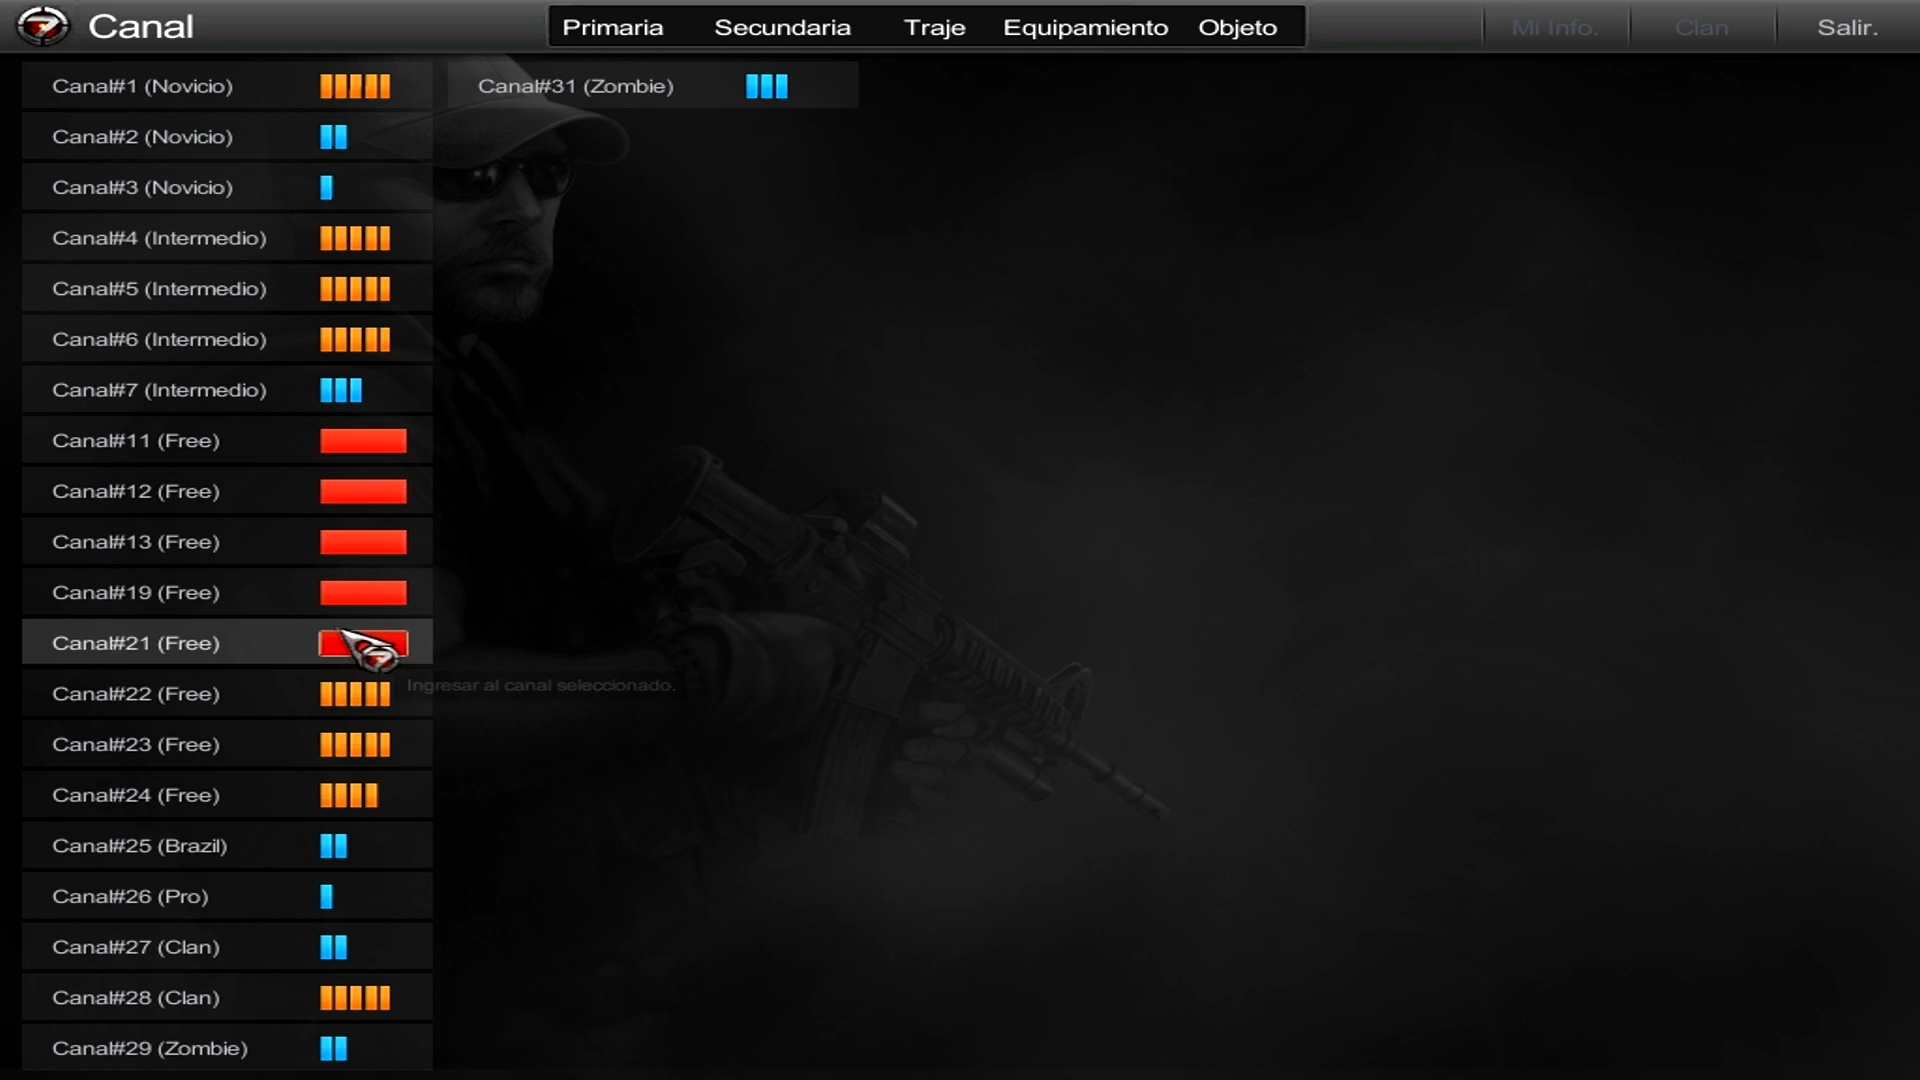 Canal
Primaria Secundaria Traje Equipamiento Objeto
Mi Info. Clan Salir.
Canal#1 (Novicio)
Canal#2 (Novicio)
Canal#3 (Novicio)
Canal#4 (Intermedio)
Canal#5 (Intermedio)
Canal#6 (Intermedio)
Canal#7 (Intermedio)
Canal#11 (Free)
Canal#12 (Free)
Canal#13 (Free)
Canal#19 (Free)
Canal#21 (Free)
Ingresar al canal seleccionado.
Canal#22 (Free)
Canal#23 (Free)
Canal#24 (Free)
Canal#25 (Brazil)
Canal#26 (Pro)
Canal#27 (Clan)
Canal#28 (Clan)
Canal#29 (Zombie)
Canal#31 (Zombie)